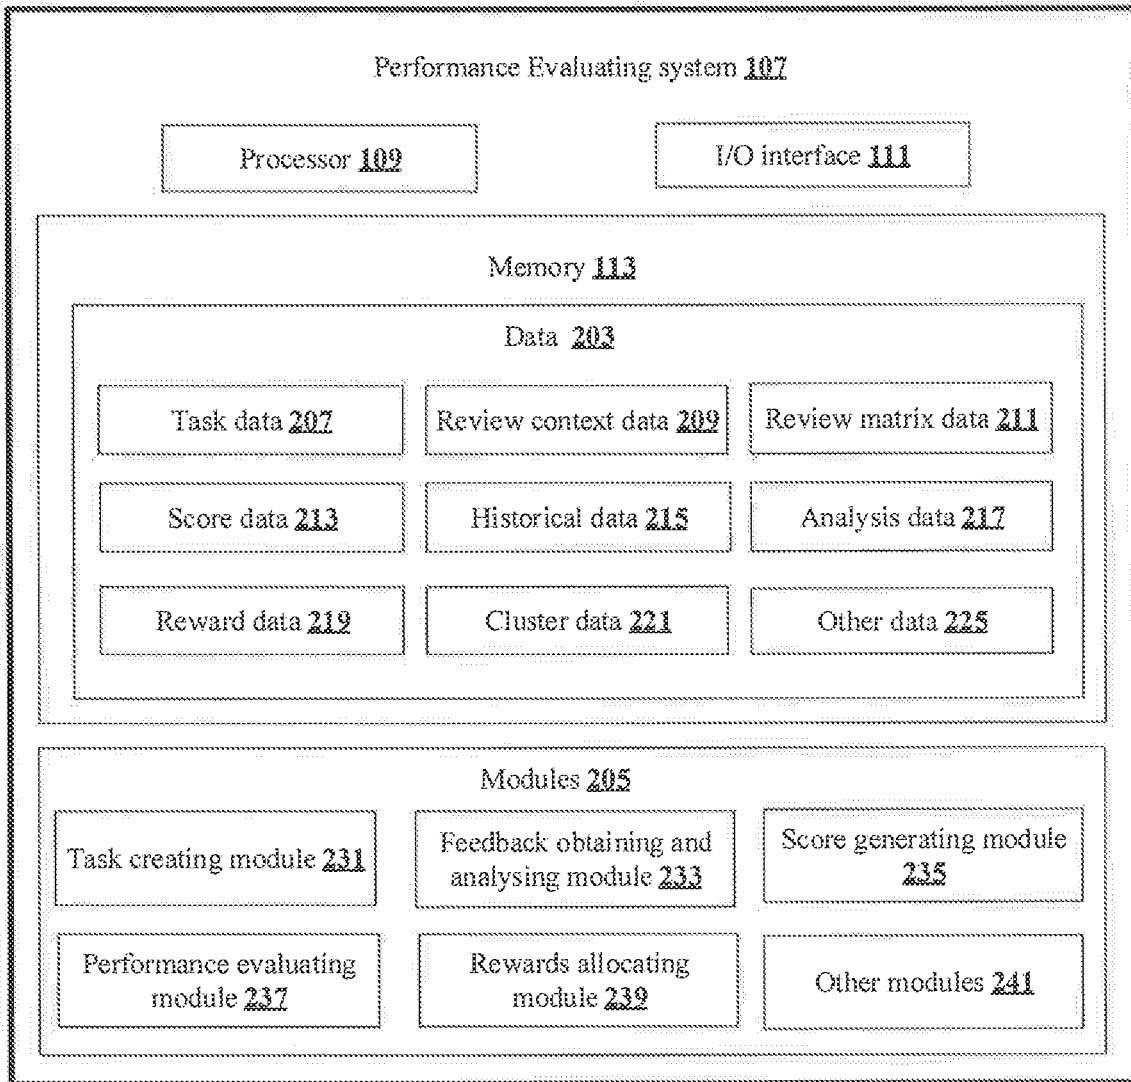 Performance Evaluating system 107
Processor 109
I/O interface 111
Memory 113
Data 203
Task data 207
Review context data 209
Review matrix data 211
Score data 213
Historical data 215
Analysis data 217
Reward data 219
Cluster data 221
Other data 225
Modules 205
Task creating module 231
Feedback obtaining and
analysing module 233
Score generating module
235
Performance evaluating
module 237
Rewards allocating
module 239
Other modules 241